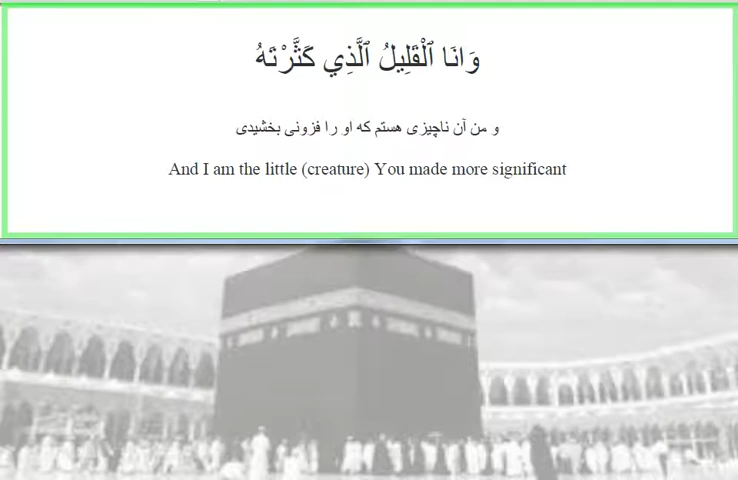 وَانَا ٱلْقَلِيلُ ٱلَّذِي كَثَّرْتَهُ
و من آن ناچیزی هستم که او را فزونی بخشیدی
And I am the little (creature) You made more significant